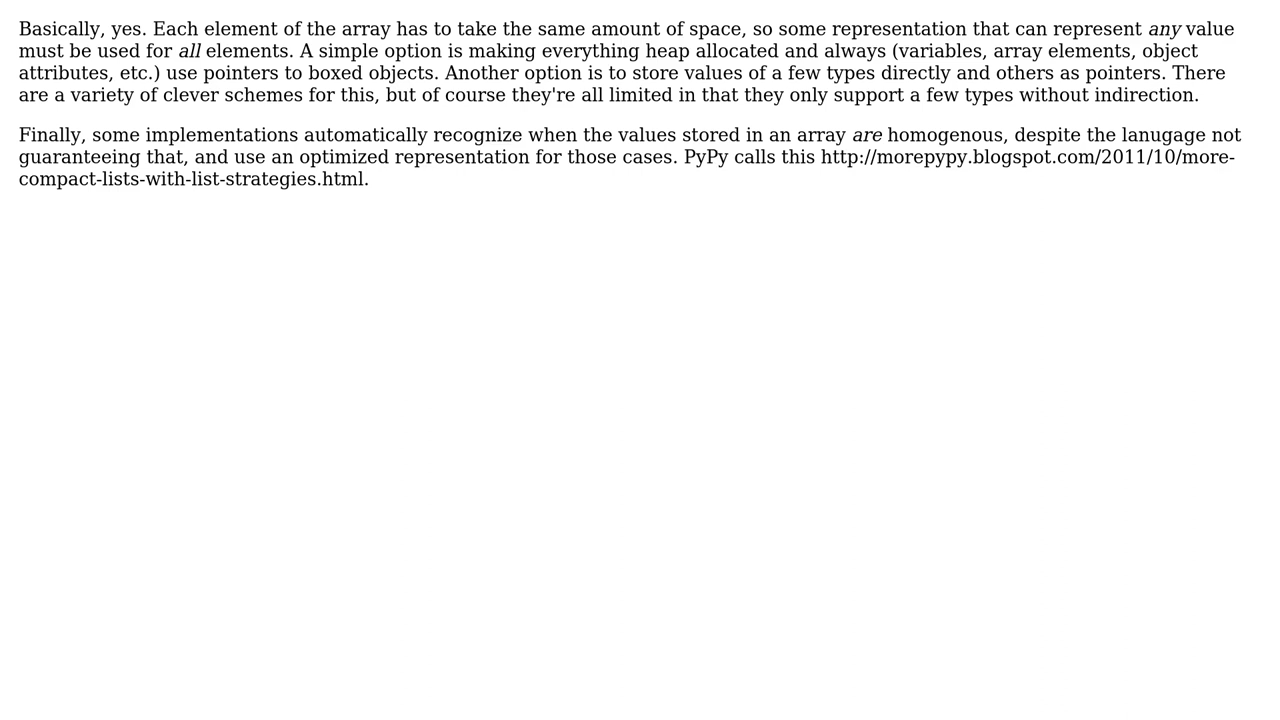 Basically, yes. Each element of the array has to take the same amount of space, so some representation that can represent any value
must be used for all elements. A simple option is making everything heap allocated and always (variables, array elements, object
attributes, etc.) use pointers to boxed objects. Another option is to store values of a few types directly and others as pointers. There
are a variety of clever schemes for this, but of course they're all limited in that they only support a few types without indirection.
Finally, some implementations automatically recognize when the values stored in an array are homogenous, despite the lanugage not
guaranteeing that, and use an optimized representation for those cases. PyPy calls this http://morepypy.blogspot.com/2011/10/more-
compact-lists-with-list-strategies.html.